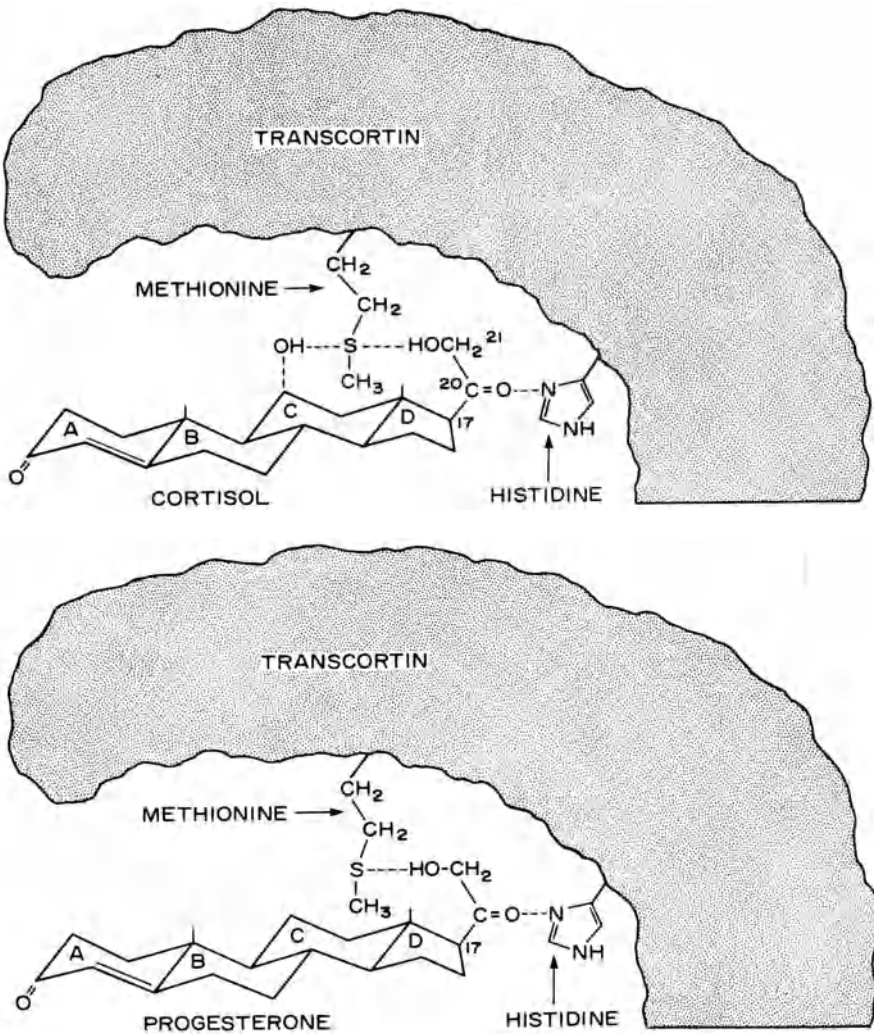 TRANSCORTIN
CH2
METHIONINE
CH2
OH S HOCH2 21
CH3
20 C=O N
C
D 17
NH
A
B
O
CORTISOL HISTIDINE
TRANSCORTIN
CH2
METHIONINE
CH2
S HO-CH2
CH3
C=O N
C
D 17
NH
A
B
O
PROGESTERONE HISTIDINE